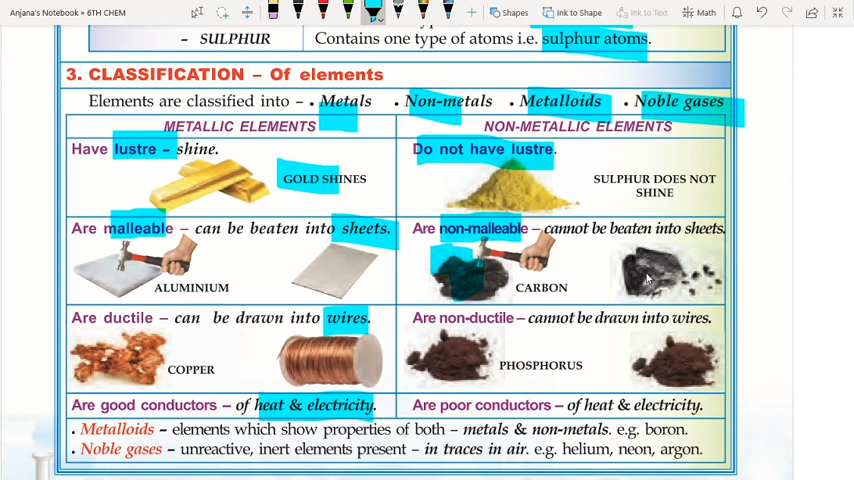 Anjana's Notebook » 6TH CHEM
Shapes
Ink to Shape
Ink to Text
Math
– SULPHUR
Contains one type of atoms i.e. sulphur atoms.
3. CLASSIFICATION – Of elements
Elements are classified into – . Metals . Non-metals . Metalloids . Noble gases
METALLIC ELEMENTS
NON-METALLIC ELEMENTS
Have lustre – shine.
Do not have lustre.
GOLD SHINES
SULPHUR DOES NOT
SHINE
Are malleable – can be beaten into sheets.
Are non-malleable – cannot be beaten into sheets.
ALUMINIUM
CARBON
Are ductile – can be drawn into wires.
Are non-ductile – cannot be drawn into wires.
COPPER
PHOSPHORUS
Are good conductors – of heat & electricity.
Are poor conductors – of heat & electricity.
. Metalloids – elements which show properties of both – metals & non-metals. e.g. boron.
. Noble gases – unreactive, inert elements present – in traces in air. e.g. helium, neon, argon.